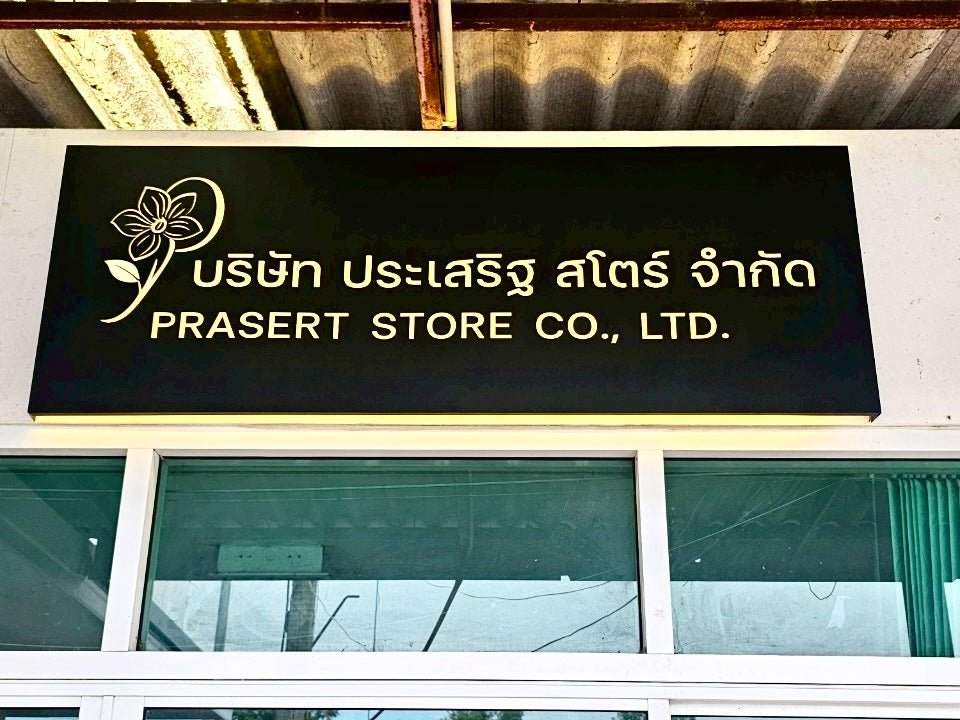 บริษัท ประเสริฐ สโตร์ จำกัด
PRASERT STORE CO., LTD.